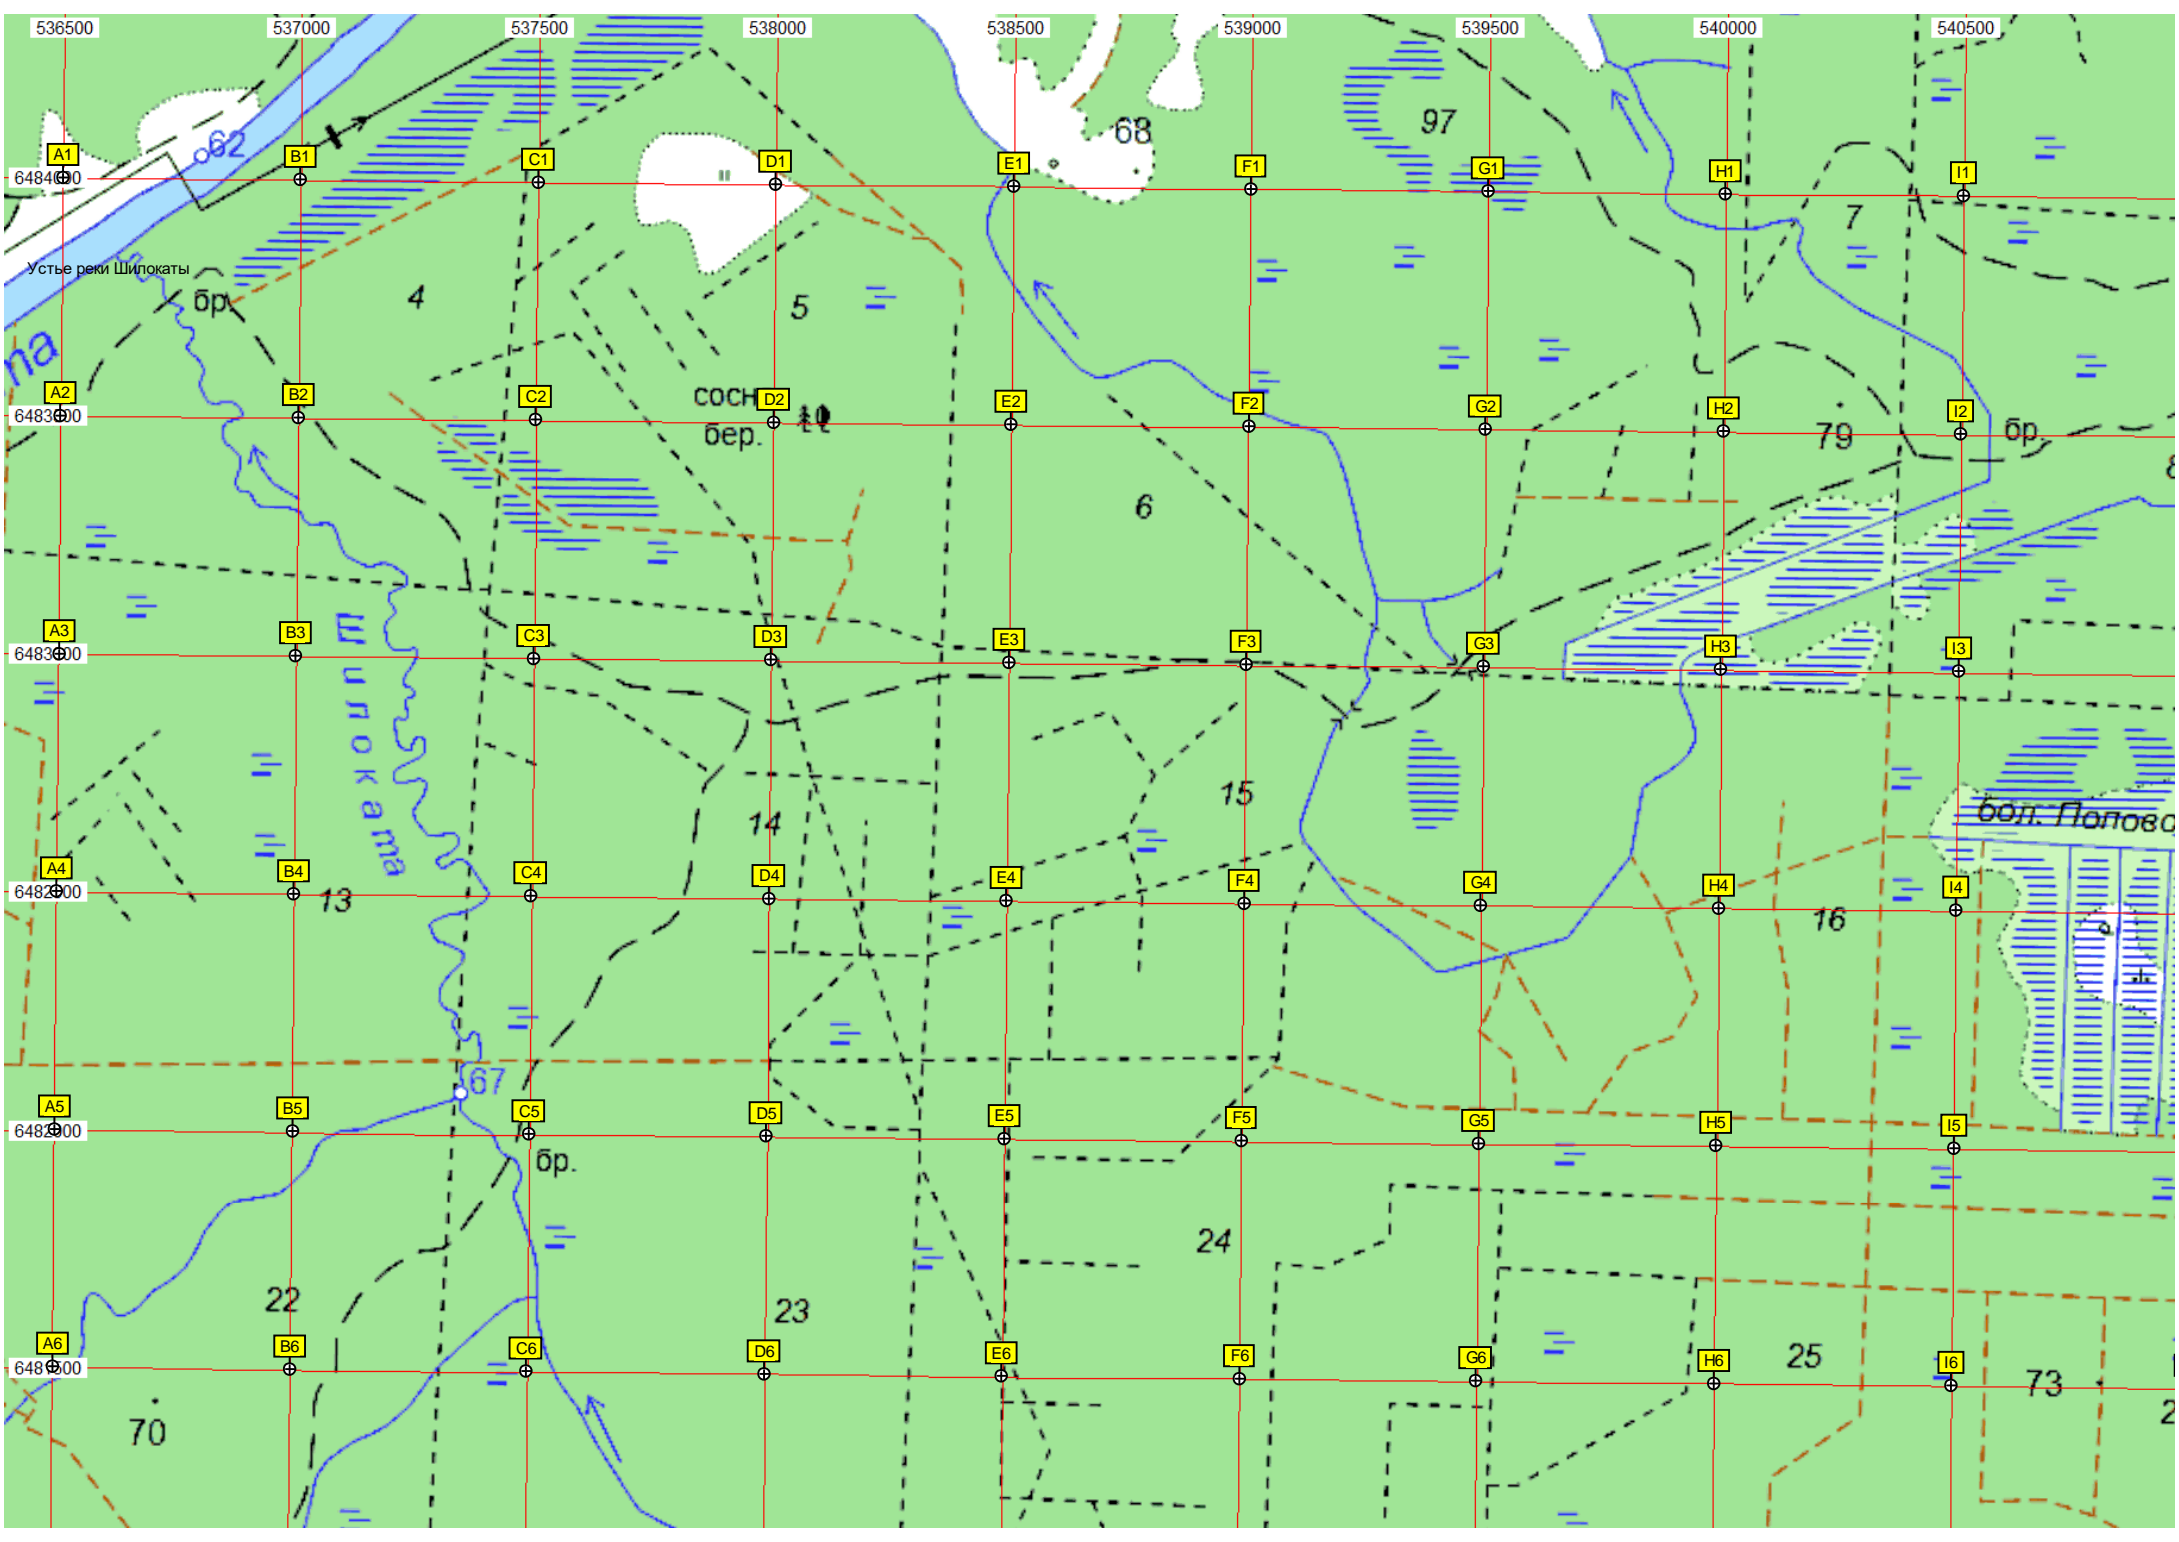 536500 537000 537500 538000 538500 539000 539500 540000 540500
62 68 97
A1 B1 C1 D1 E1 F1 G1 H1 I1
7
Устье реки Шилокаты
бр. 4 5
та
A2 B2 C2 D2 E2 F2 G2 H2 I2
сосн
бер. 79 бр.
6
Шилоката
A3 B3 C3 D3 E3 F3 G3 H3 I3
15
14
бол. Попово
A4 B4 C4 D4 E4 F4 G4 H4 I4
13 16
67
A5 B5 C5 D5 E5 F5 G5 H5 I5
бр.
24
22 23
A6 B6 C6 D6 E6 F6 G6 H6 I6
25 73
70